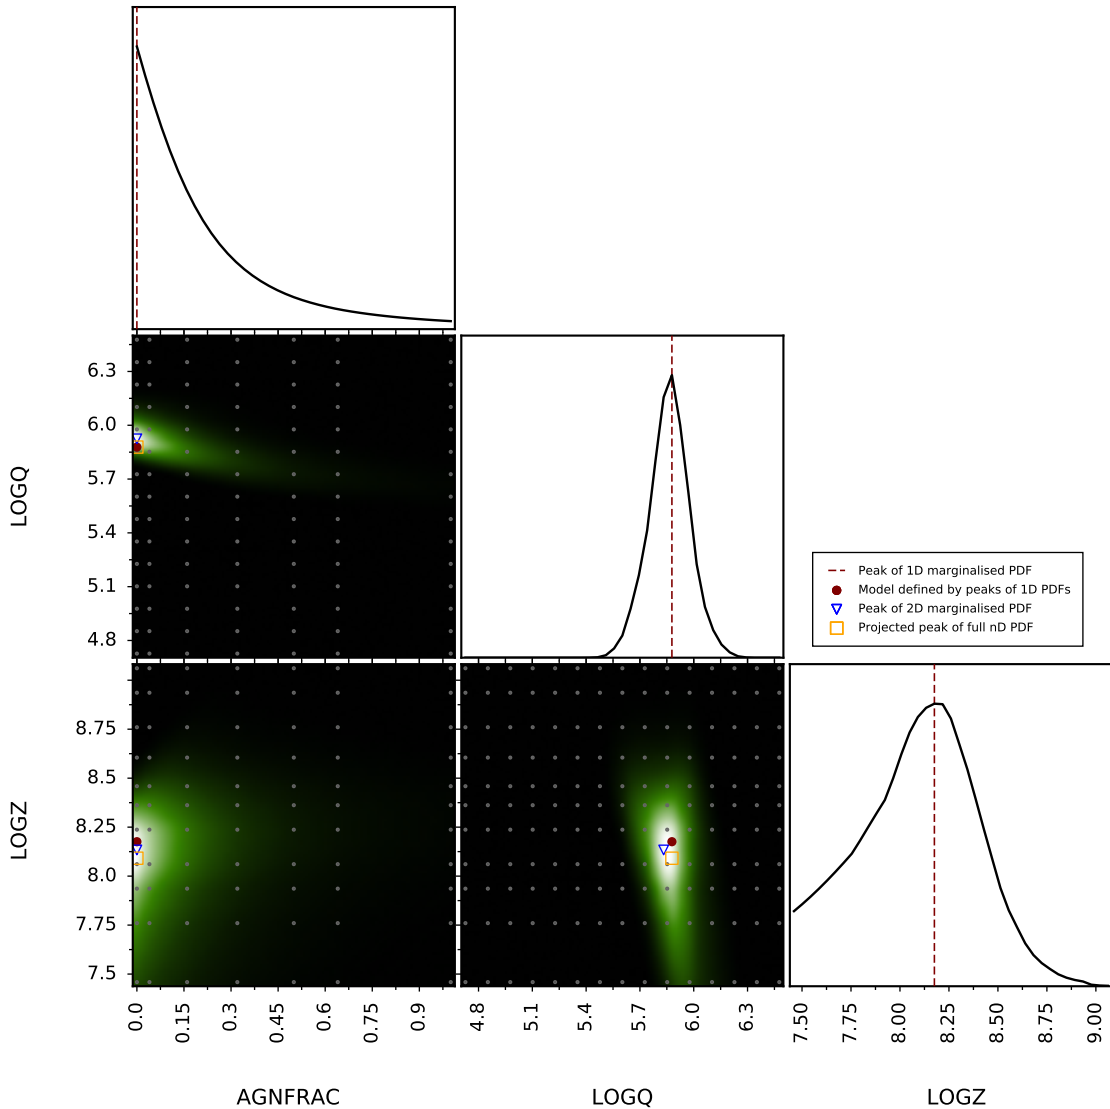 LOGQ
6.3
6.0
5.7
5.4
5.1
4.8
Peak of 1D marginalised PDF
Model defined by peaks of 1D PDFs
Peak of 2D marginalised PDF
Projected peak of full nD PDF
LOGZ
8.75
8.5
8.25
8.0
7.75
7.5
0.0 0.15 0.3 0.45 0.6 0.75 0.9
4.8 5.1 5.4 5.7 6.0 6.3
7.50 7.75 8.00 8.25 8.50 8.75 9.00
AGNFRAC
LOGQ
LOGZ